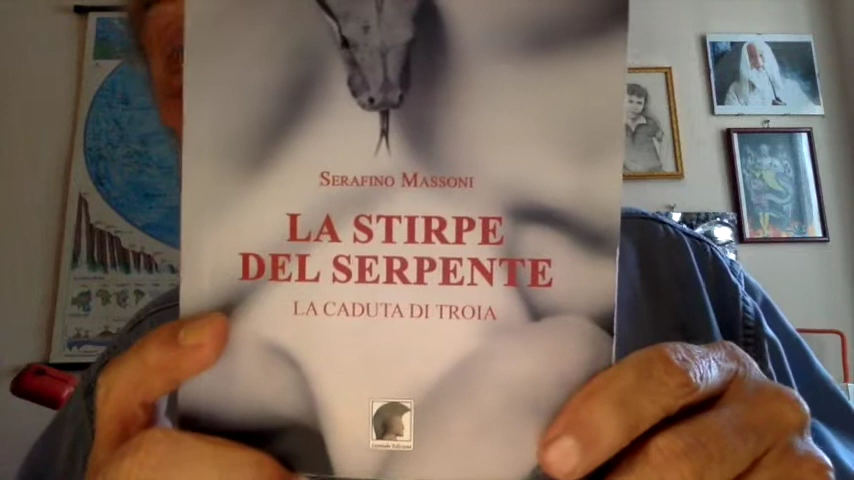 SERAFINO MASSONI
LA STIRPE
DEL SERPENTE
LA CADUTA DI TROIA